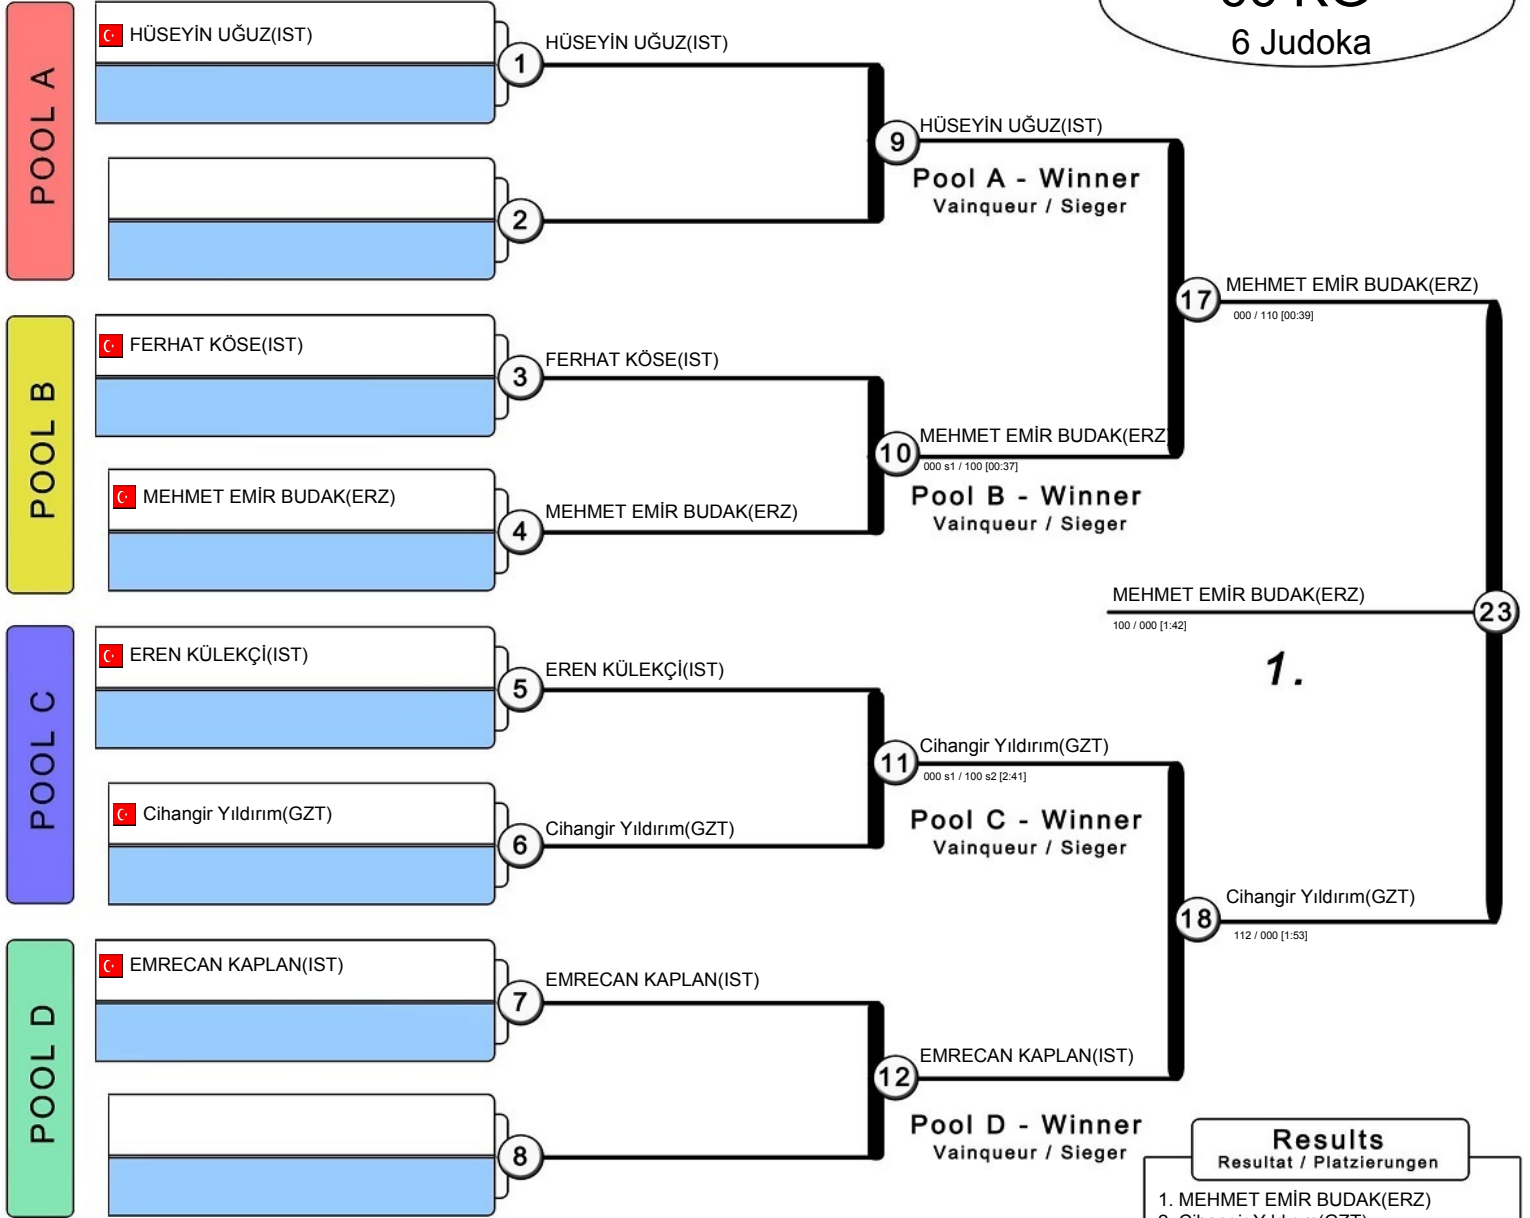 6 Judoka
POOL A
HÜSEYİN UĞUZ(IST)
1
HÜSEYİN UĞUZ(IST)
2
9
HÜSEYİN UĞUZ(IST)
Pool A - Winner
Vainqueur / Sieger
POOL B
FERHAT KÖSE(IST)
3
FERHAT KÖSE(IST)
MEHMET EMİR BUDAK(ERZ)
4
MEHMET EMİR BUDAK(ERZ)
10
MEHMET EMİR BUDAK(ERZ)
000 s1 / 100 [00:37]
Pool B - Winner
Vainqueur / Sieger
17
MEHMET EMİR BUDAK(ERZ)
000 / 110 [00:39]
POOL C
EREN KÜLEKÇİ(IST)
5
EREN KÜLEKÇİ(IST)
Cihangir Yıldırım(GZT)
6
Cihangir Yıldırım(GZT)
11
Cihangir Yıldırım(GZT)
000 s1 / 100 s2 [2:41]
Pool C - Winner
Vainqueur / Sieger
POOL D
EMRECAN KAPLAN(IST)
7
EMRECAN KAPLAN(IST)
8
12
EMRECAN KAPLAN(IST)
Pool D - Winner
Vainqueur / Sieger
18
Cihangir Yıldırım(GZT)
112 / 000 [1:53]
MEHMET EMİR BUDAK(ERZ)
23
100 / 000 [1:42]
1.
Results
Resultat / Platzierungen
1. MEHMET EMİR BUDAK(ERZ)
2. Cihangir Yıldırım(GZT)